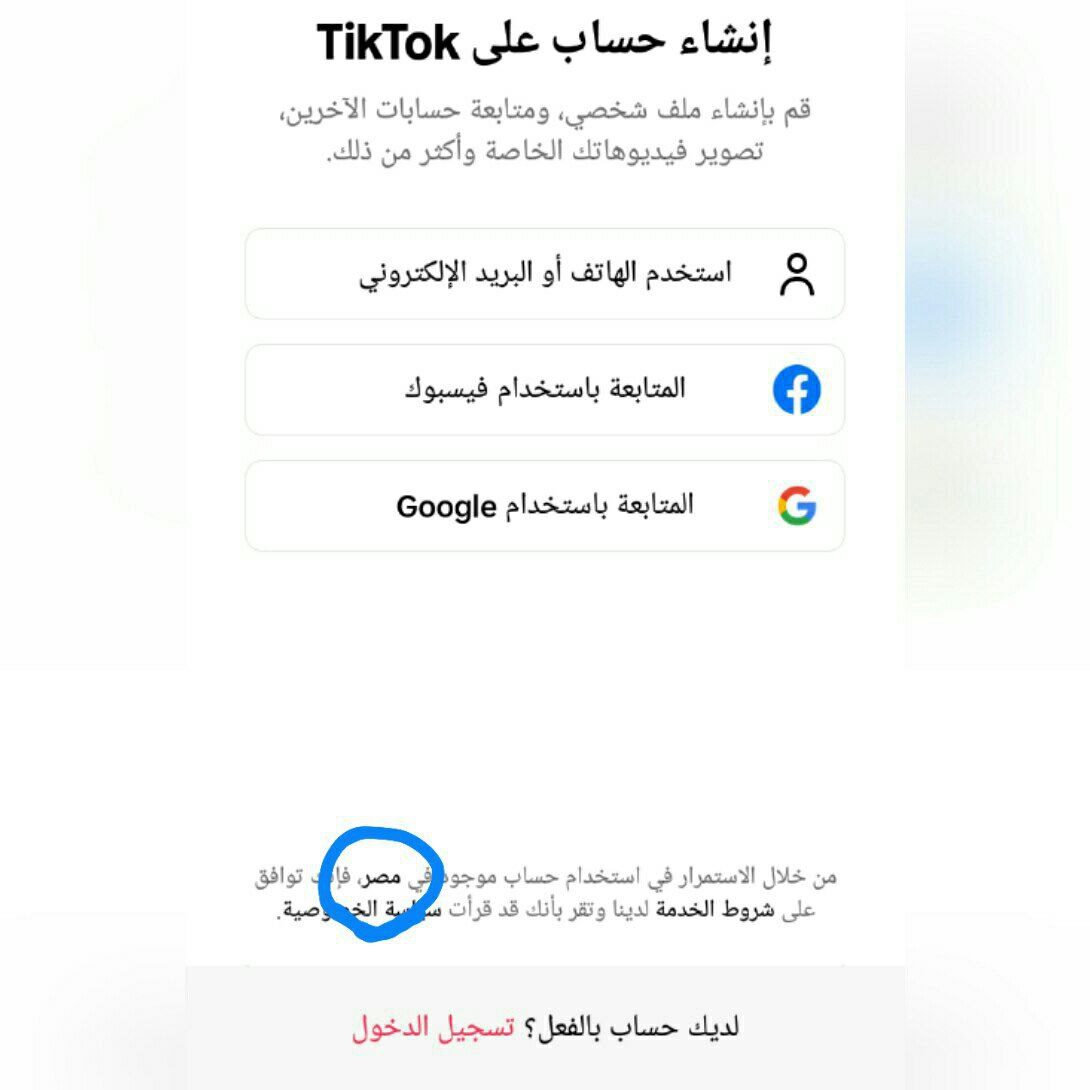 إنشاء حساب على TikTok
قم بإنشاء ملف شخصي، ومتابعة حسابات الآخرين،
تصوير فيديوهاتك الخاصة وأكثر من ذلك.
استخدم الهاتف أو البريد الإلكتروني
المتابعة باستخدام فيسبوك
المتابعة باستخدام Google
من خلال الاستمرار في استخدام حساب موجود في مصر، فإنك توافق
على شروط الخدمة لدينا وتقر بأنك قد قرأت سياسة الخصوصية.
لديك حساب بالفعل؟ تسجيل الدخول